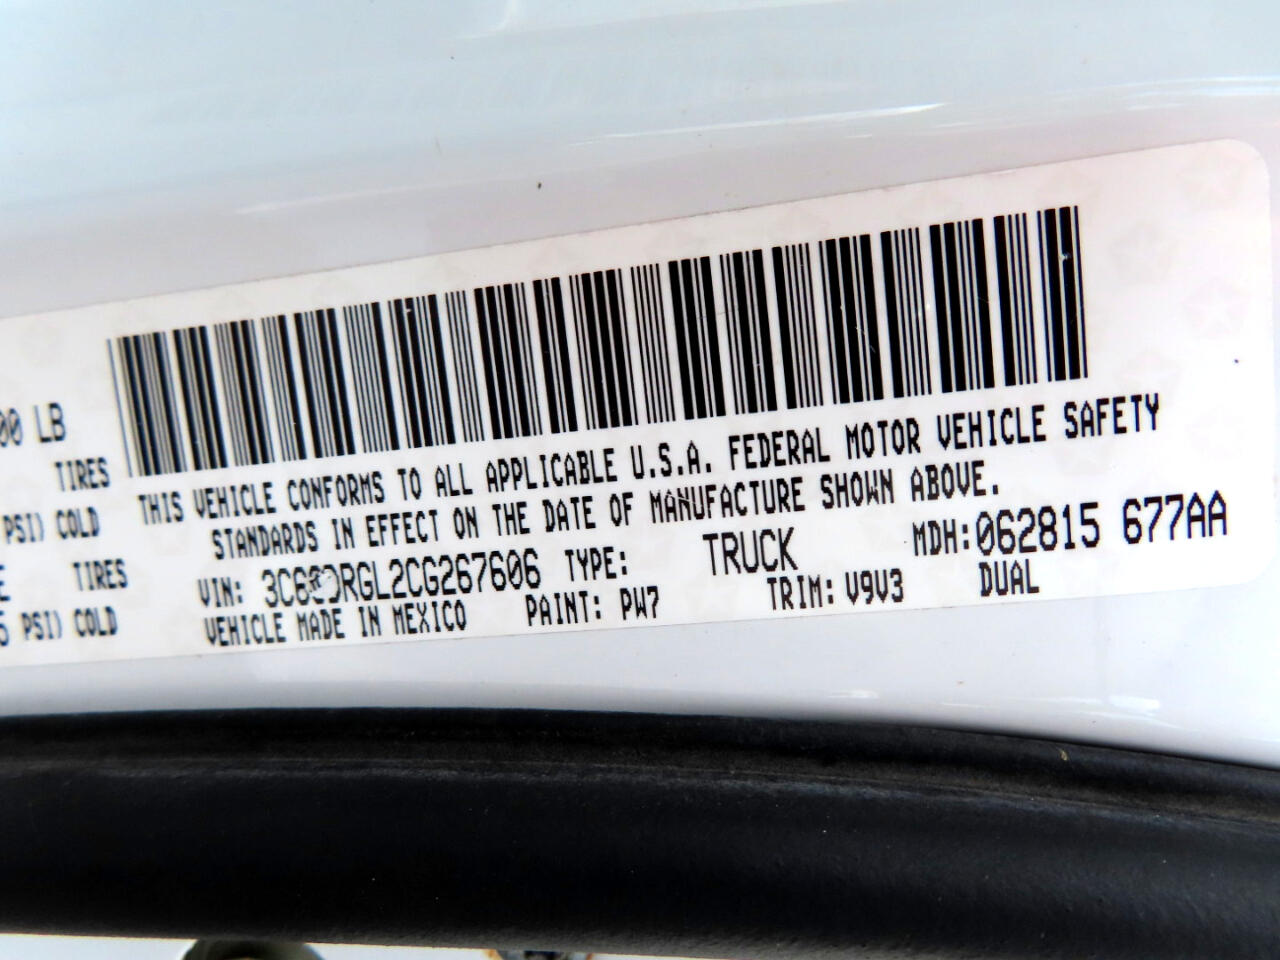 00 LB
TIRES
PSI) COLD
TIRES
5 PSI) COLD
THIS VEHICLE CONFORMS TO ALL APPLICABLE U.S.A. FEDERAL MOTOR VEHICLE SAFETY
STANDARDS IN EFFECT ON THE DATE OF MANUFACTURE SHOWN ABOVE.
VIN: TYPE: TRUCK MDH:062815 677AA
VEHICLE MADE IN MEXICO PAINT: PW7 TRIM: V9V3 DUAL